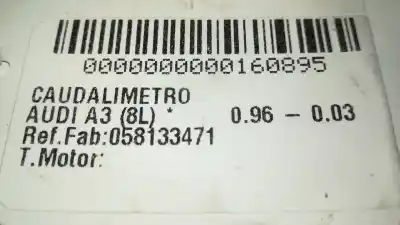 0000000000160895
CAUDALIMETRO
AUDI A3 (8L) * 0.96 - 0.03
Ref.Fab:058133471
T.Motor: